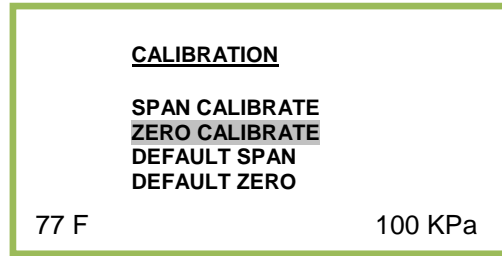 CALIBRATION
SPAN CALIBRATE
ZERO CALIBRATE
DEFAULT SPAN
DEFAULT ZERO
77 F 100 KPa